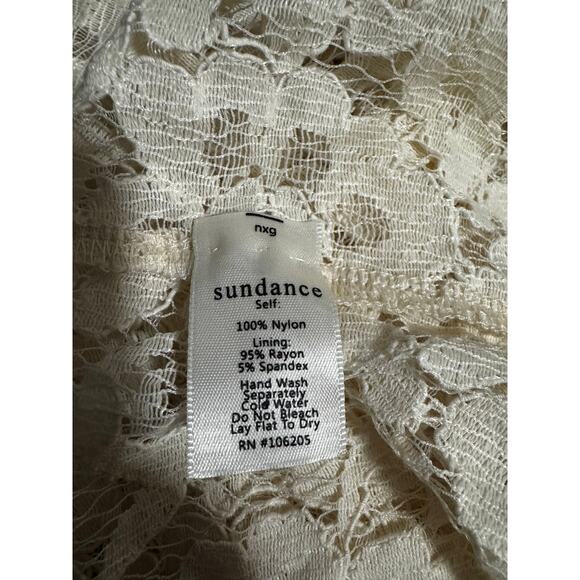 nxg
sundance
Self:
100% Nylon
Lining:
95% Rayon
5% Spandex
Hand Wash
Separately
Cold Water
Do Not Bleach
Lay Flat To Dry
RN #106205